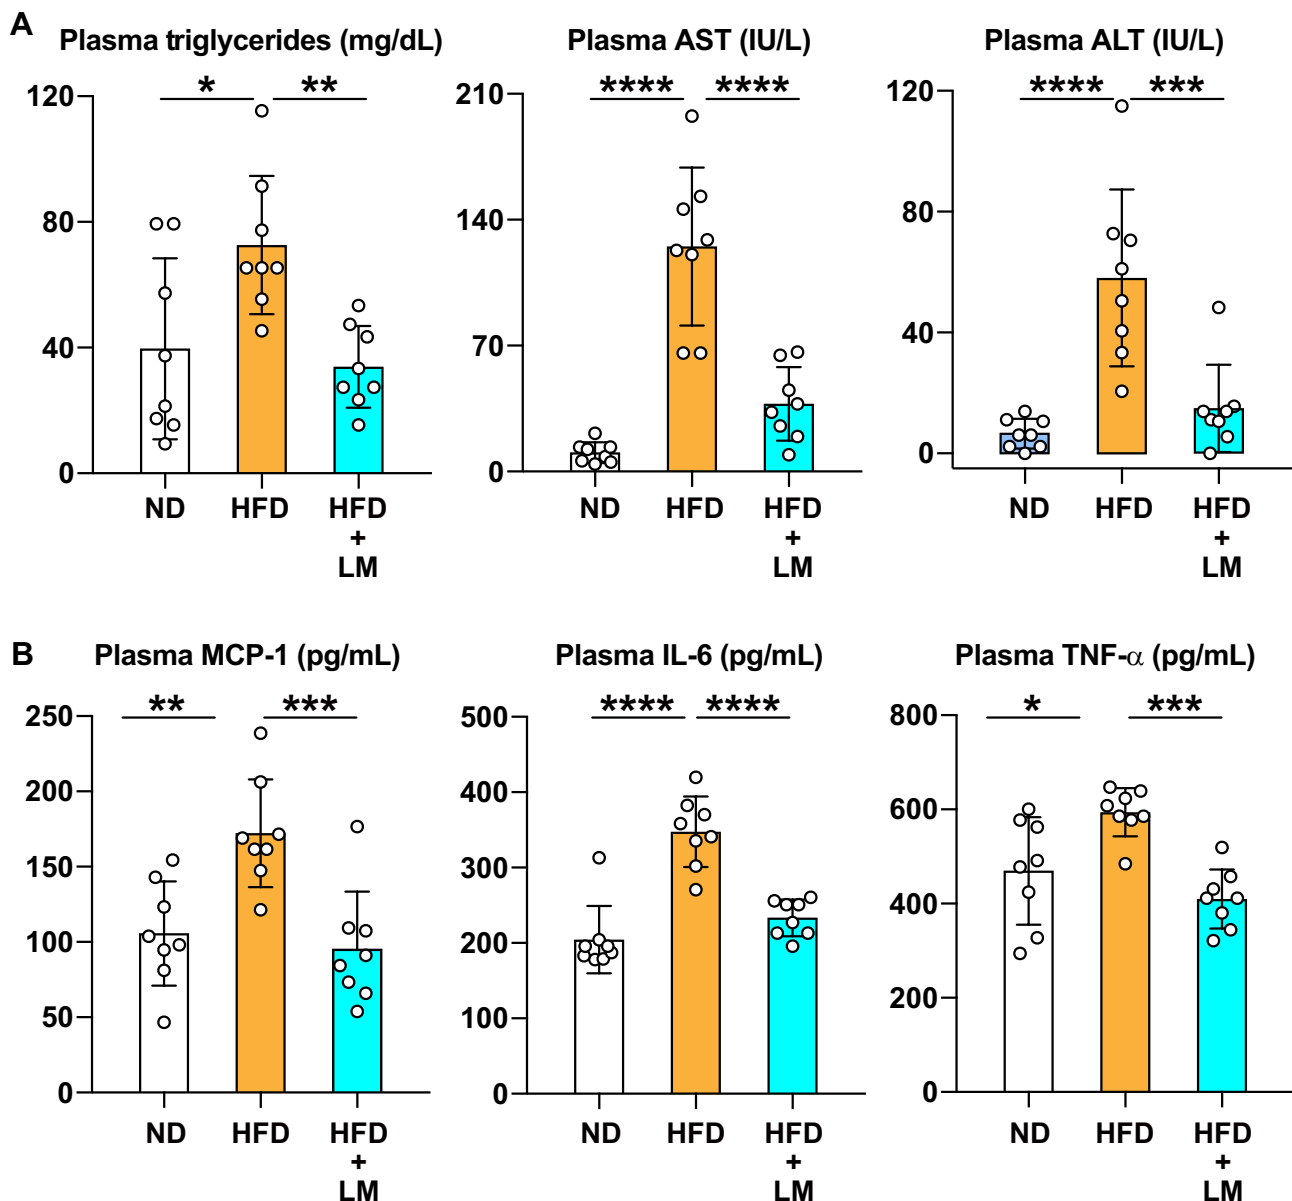 A
Plasma triglycerides (mg/dL)
Plasma AST (IU/L)
Plasma ALT (IU/L)
* **
**** ****
**** ***
120
80
40
0
ND HFD HFD
+
LM
210
140
70
0
ND HFD HFD
+
LM
120
80
40
0
ND HFD HFD
+
LM
B
Plasma MCP-1 (pg/mL)
Plasma IL-6 (pg/mL)
Plasma TNF-α (pg/mL)
** ***
**** ****
* ***
250
200
150
100
50
0
ND HFD HFD
+
LM
500
400
300
200
100
0
ND HFD HFD
+
LM
800
600
400
200
0
ND HFD HFD
+
LM